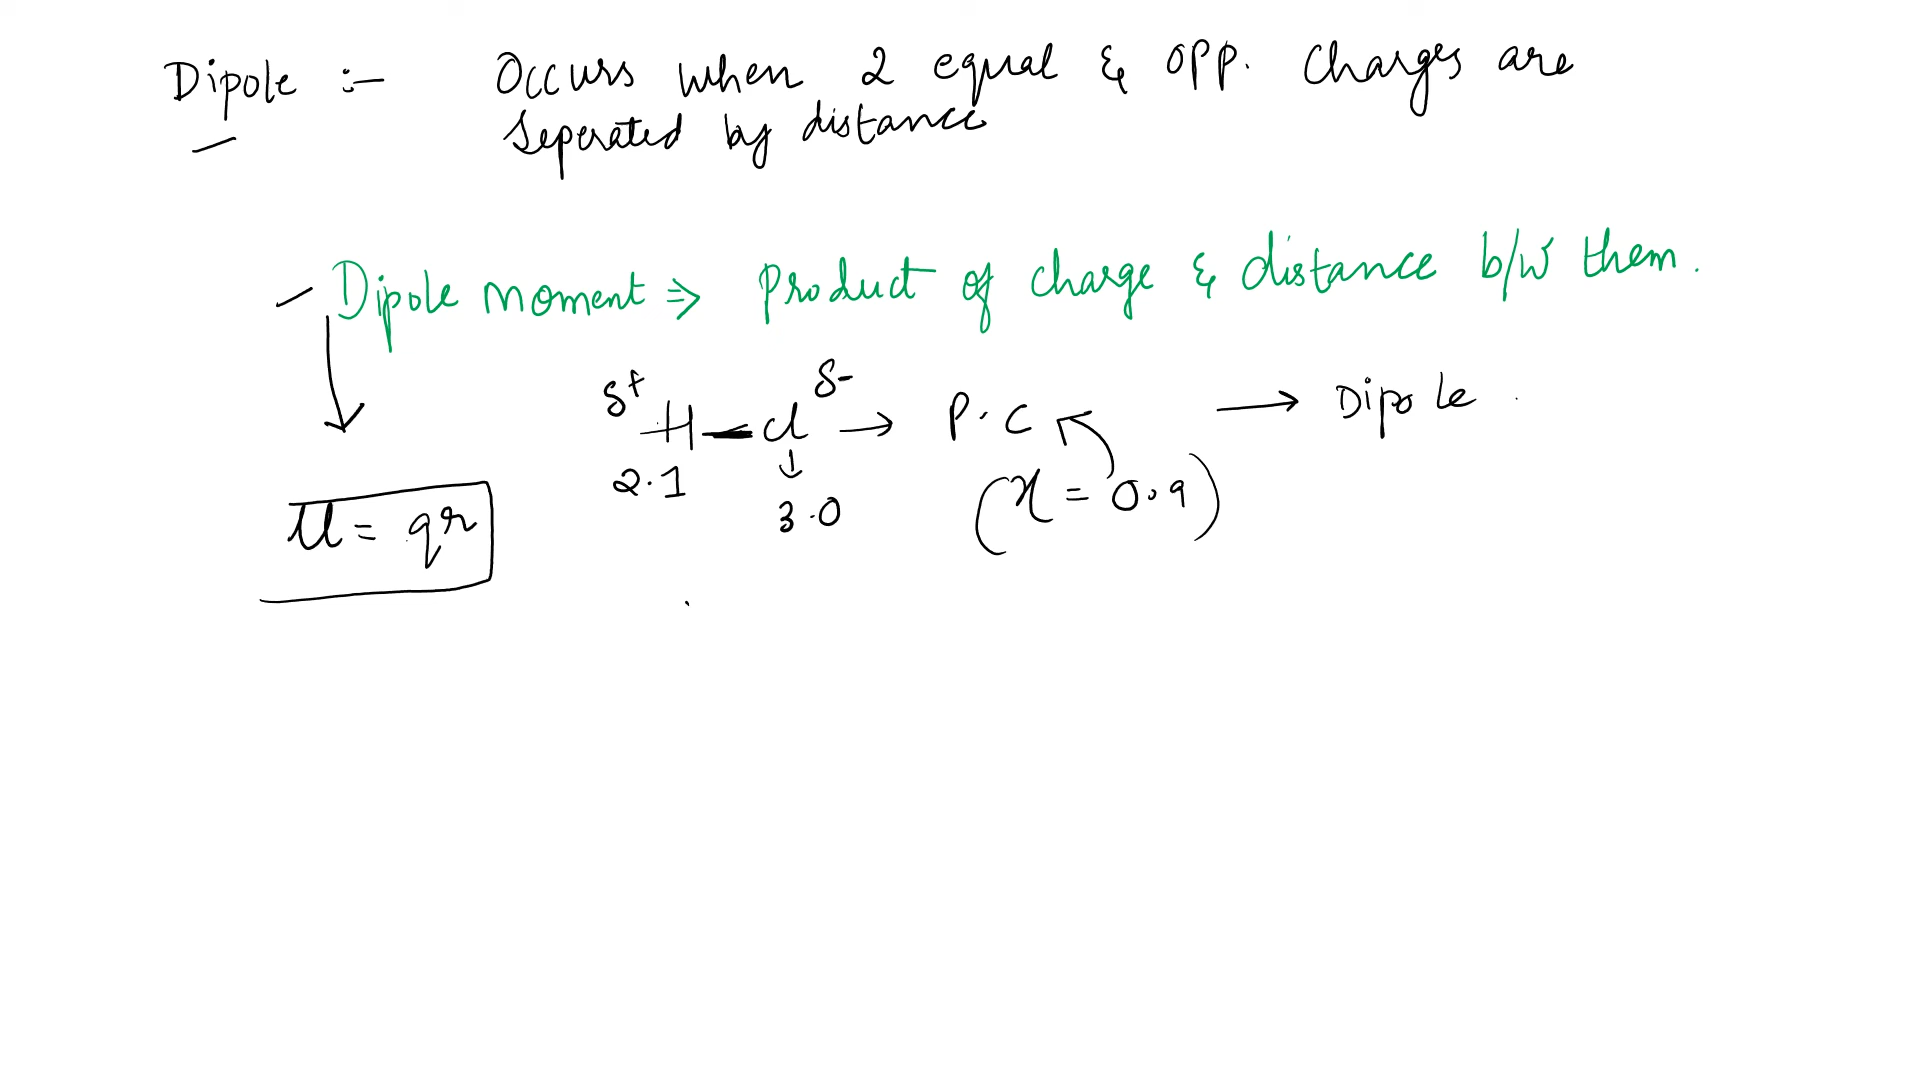 Dipole :- Occurs when 2 equal & opp. charges are
Seperated by distance
Dipole moment ⇒ Product of charge & distance b/w them.
δ+ δ-
H-Cl → P.C → Dipole.
2.1 ↓ (x = 0.9)
3.0
μ = qr